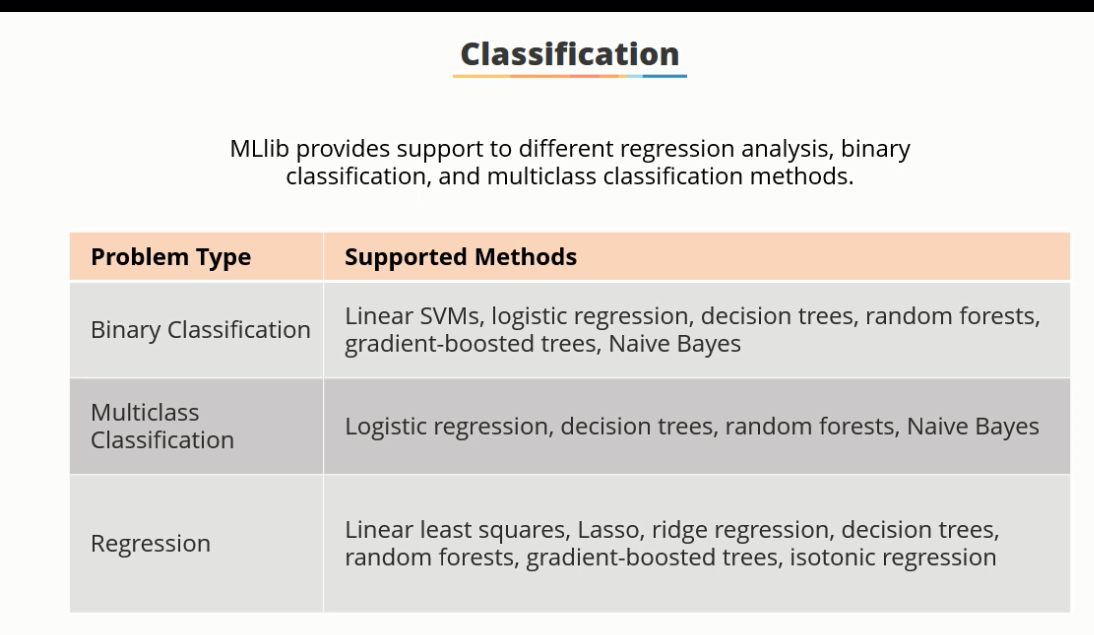 Classification
MLlib provides support to different regression analysis, binary
classification, and multiclass classification methods.
Problem Type
Supported Methods
Binary Classification
Linear SVMs, logistic regression, decision trees, random forests,
gradient-boosted trees, Naive Bayes
Multiclass
Classification
Logistic regression, decision trees, random forests, Naive Bayes
Regression
Linear least squares, Lasso, ridge regression, decision trees,
random forests, gradient-boosted trees, isotonic regression